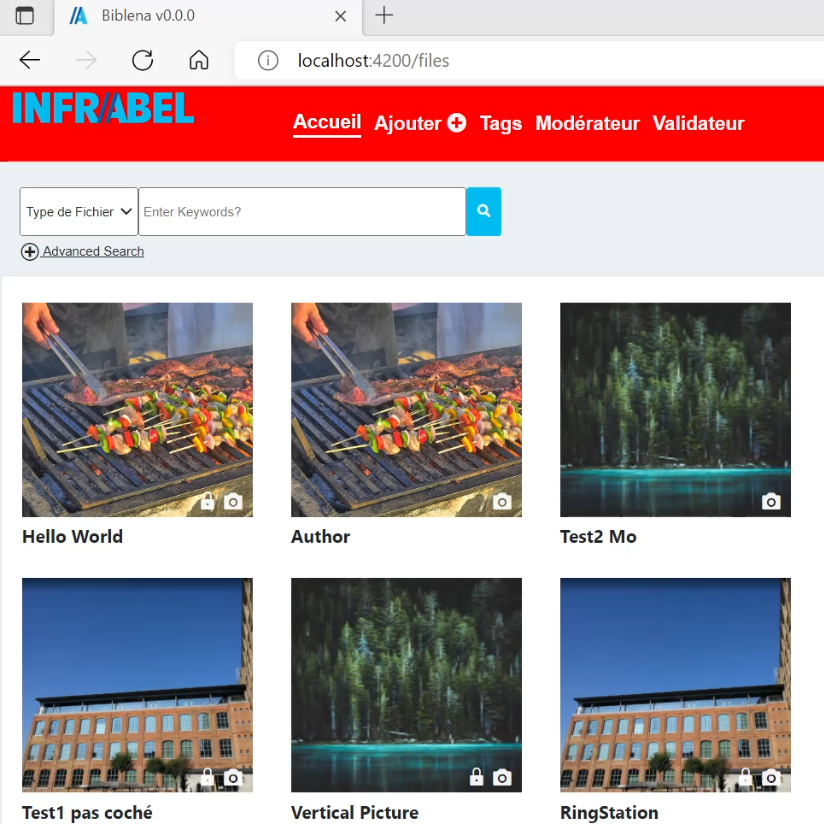 Biblena v0.0.0
localhost:4200/files
INFRABEL
Accueil Ajouter Tags Modérateur Validateur
Type de Fichier Enter Keywords?
Advanced Search
Hello World Author Test2 Mo
Test1 pas coché Vertical Picture RingStation